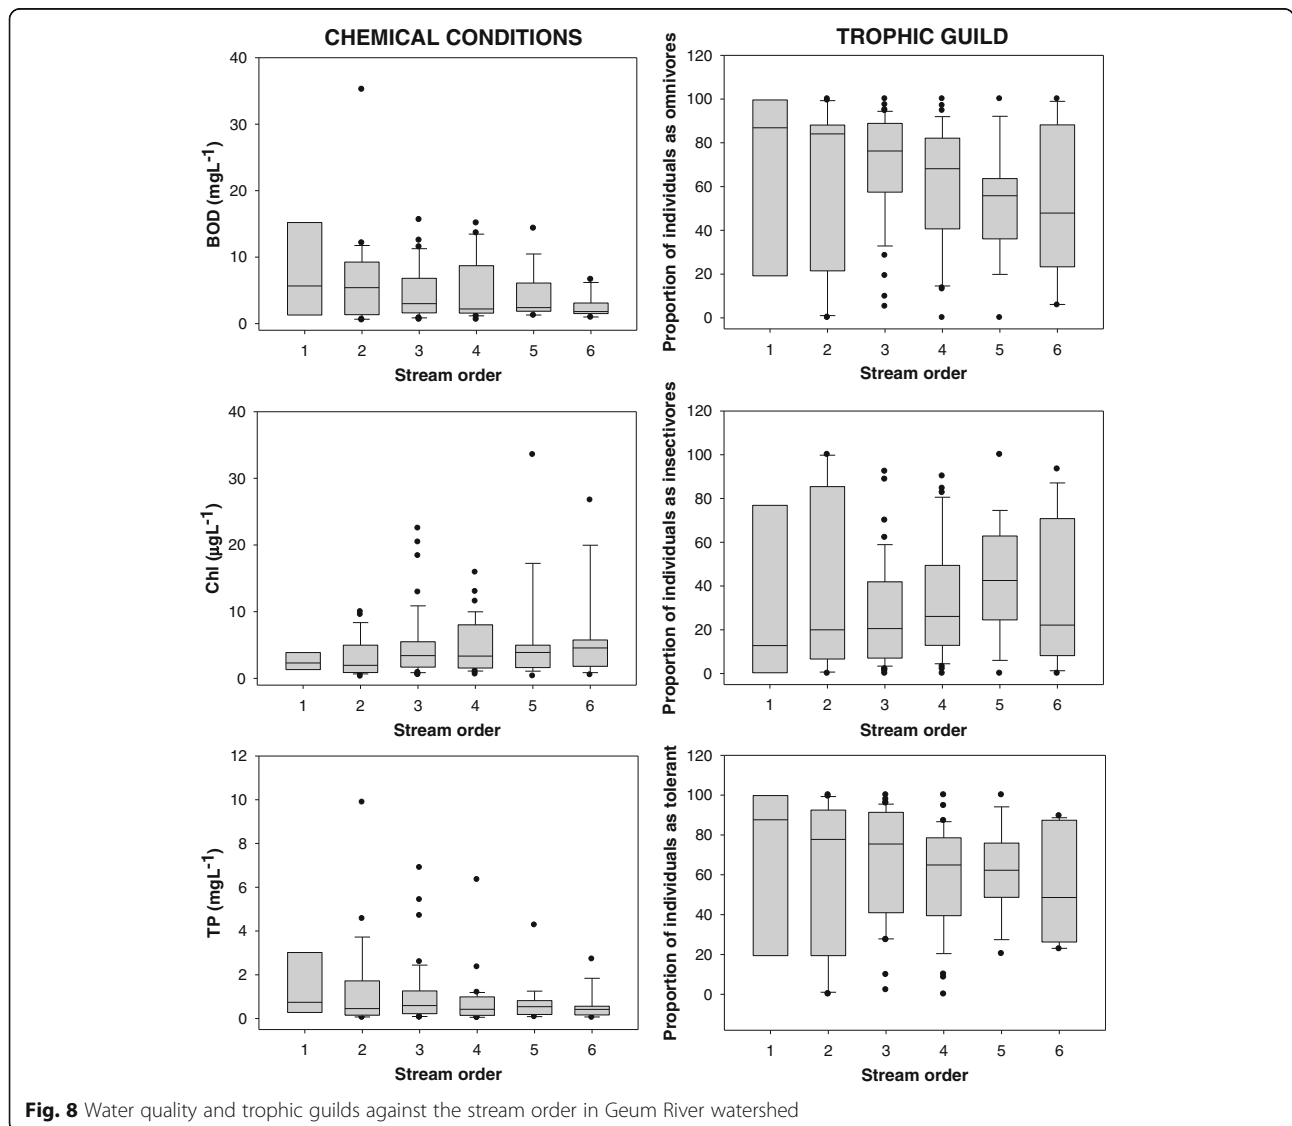 CHEMICAL CONDITIONS
40
30
20
10
0
BOD (mgL-1)
1 2 3 4 5 6
Stream order
TROPHIC GUILD
120
100
80
60
40
20
0
Proportion of individuals as omnivores
1 2 3 4 5 6
Stream order
40
30
20
10
0
Chl (µgL-1)
1 2 3 4 5 6
Stream order
120
100
80
60
40
20
0
Proportion of individuals as insectivores
1 2 3 4 5 6
Stream order
12
10
8
6
4
2
0
TP (mgL-1)
1 2 3 4 5 6
Stream order
120
100
80
60
40
20
0
Proportion of individuals as tolerant
1 2 3 4 5 6
Stream order
Fig. 8 Water quality and trophic guilds against the stream order in Geum River watershed